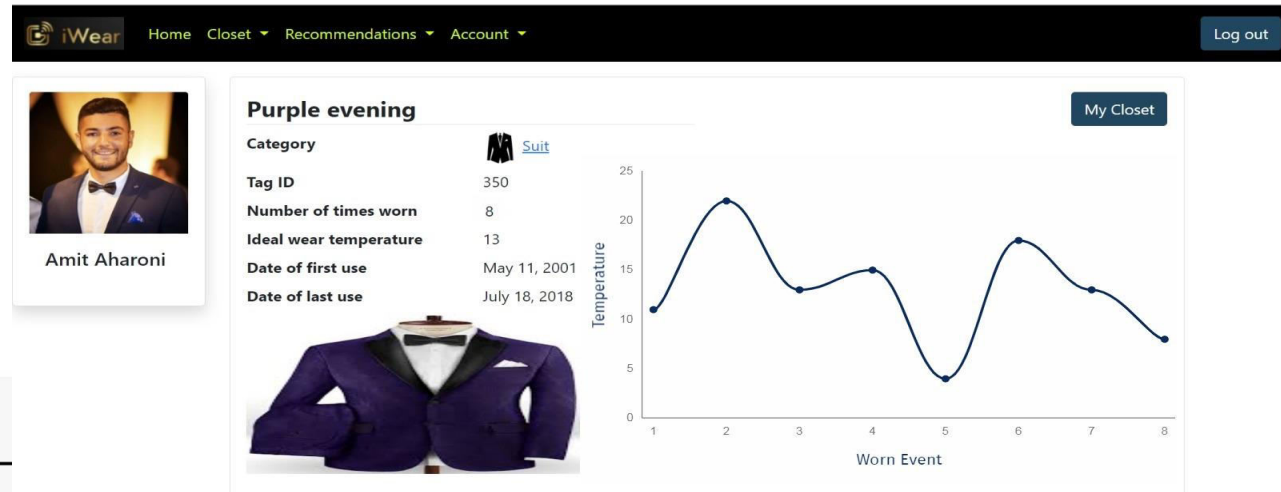 iWear Home Closet Recommendations Account Log out
Amit Aharoni
Purple evening
My Closet
Category Suit
Tag ID 350
Number of times worn 8
Ideal wear temperature 13
Date of first use May 11, 2001
Date of last use July 18, 2018
25
20
15
10
5
0
Temperature
1 2 3 4 5 6 7 8
Worn Event